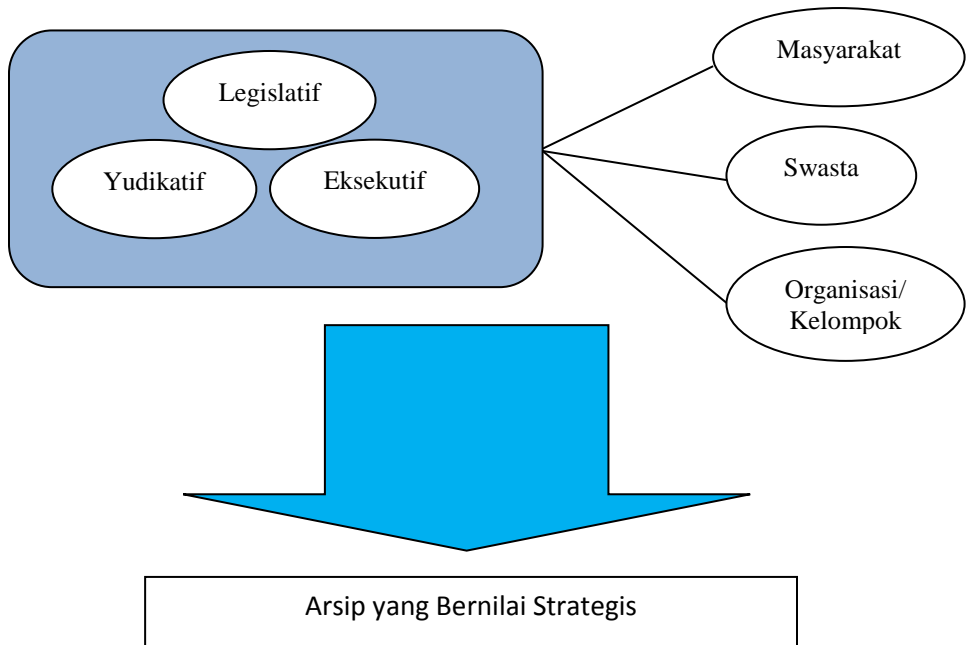 Legislatif
Yudikatif
Eksekutif
Masyarakat
Swasta
Organisasi/
Kelompok
Arsip yang Bernilai Strategis